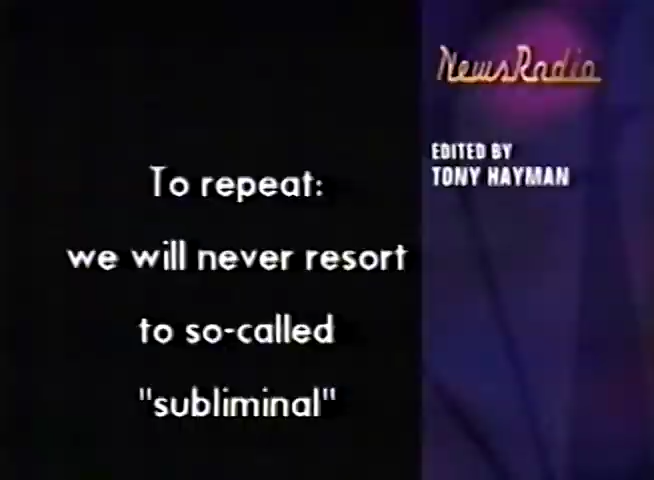 To repeat:
we will never resort
to so-called
"subliminal"
NewsRadio
EDITED BY
TONY HAYMAN